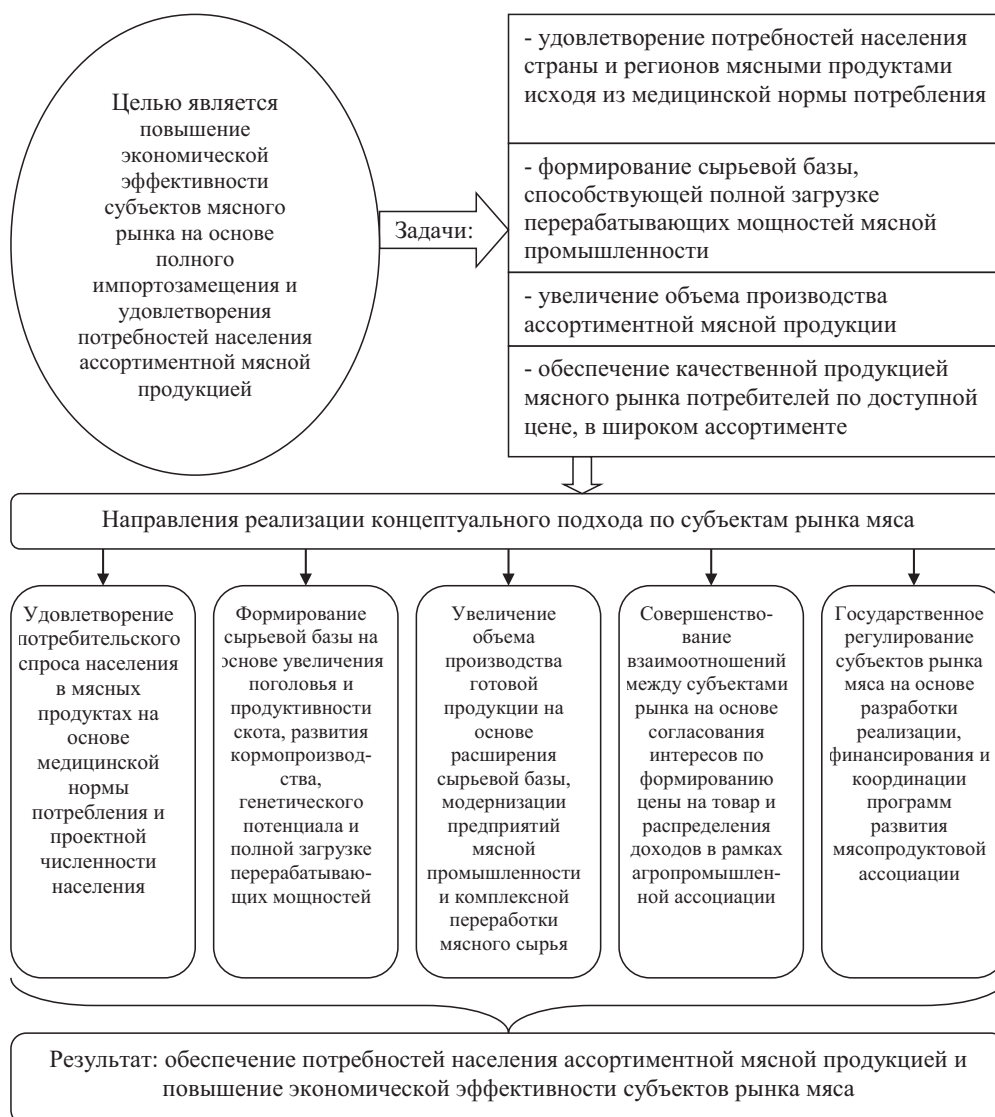 Целью является
повышение
экономической
эффективности
субъектов мясного
рынка на основе
полного
импортозамещения и
удовлетворения
потребностей населения
ассортиментной мясной
продукцией
Задачи:
- удовлетворение потребностей населения
страны и регионов мясными продуктами
исходя из медицинской нормы потребления
- формирование сырьевой базы,
способствующей полной загрузке
перерабатывающих мощностей мясной
промышленности
- увеличение объема производства
ассортиментной мясной продукции
- обеспечение качественной продукцией
мясного рынка потребителей по доступной
цене, в широком ассортименте
Направления реализации концептуального подхода по субъектам рынка мяса
Удовлетворение
потребительского
спроса населения
в мясных
продуктах на
основе
медицинской
нормы
потребления и
проектной
численности
населения
Формирование
сырьевой базы на
основе увеличения
поголовья и
продуктивности
скота, развития
кормопроизвод-
ства,
генетического
потенциала и
полной загрузке
перерабатываю-
щих мощностей
Увеличение
объема
производства
готовой
продукции на
основе
расширения
сырьевой базы,
модернизации
предприятий
мясной
промышленности
и комплексной
переработки
мясного сырья
Совершенство-
вание
взаимоотношений
между субъектами
рынка на основе
согласования
интересов по
формированию
цены на товар и
распределения
доходов в рамках
агропромышлен-
ной ассоциации
Государственное
регулирование
субъектов рынка
мяса на основе
разработки
реализации,
финансирования и
координации
программ
развития
мясопродуктовой
ассоциации
Результат: обеспечение потребностей населения ассортиментной мясной продукцией и
повышение экономической эффективности субъектов рынка мяса